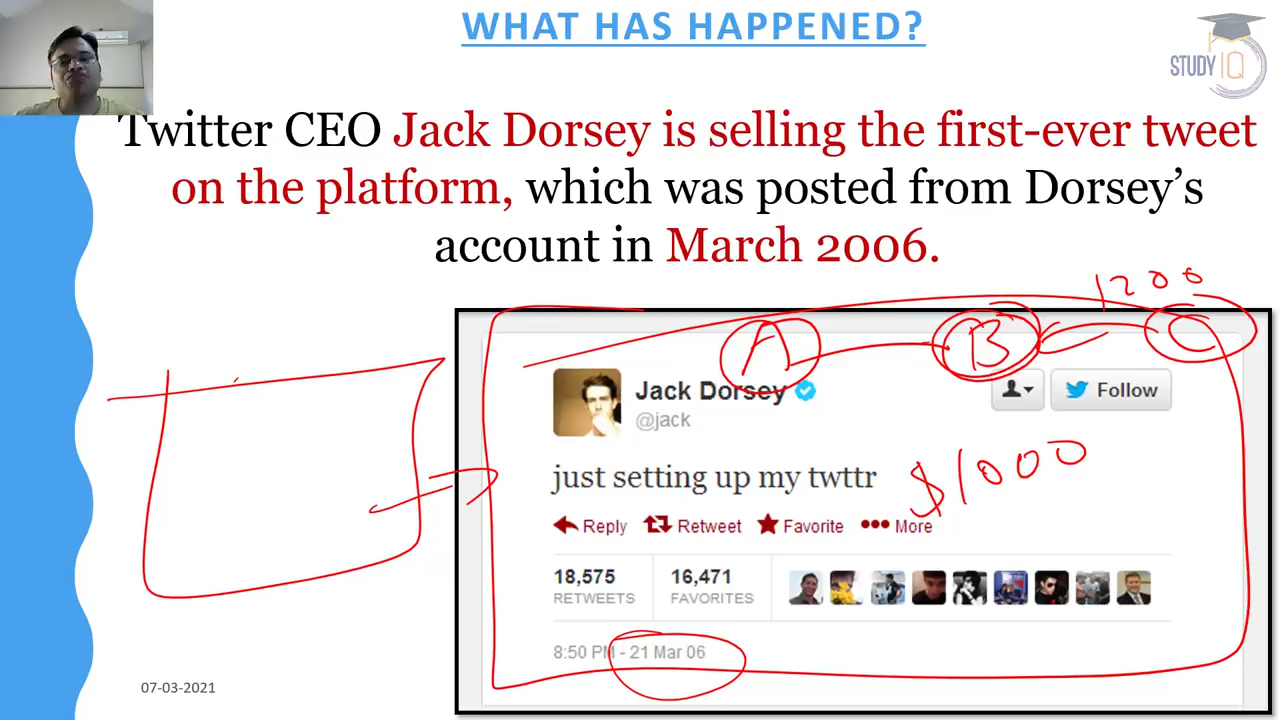 WHAT HAS HAPPENED?
STUDY IQ
Twitter CEO Jack Dorsey is selling the first-ever tweet
on the platform, which was posted from Dorsey’s
account in March 2006.
1200
A B C
Jack Dorsey
@jack
Follow
just setting up my twttr
$1000
Reply Retweet Favorite More
18,575 16,471
RETWEETS FAVORITES
8:50 PM - 21 Mar 06
07-03-2021